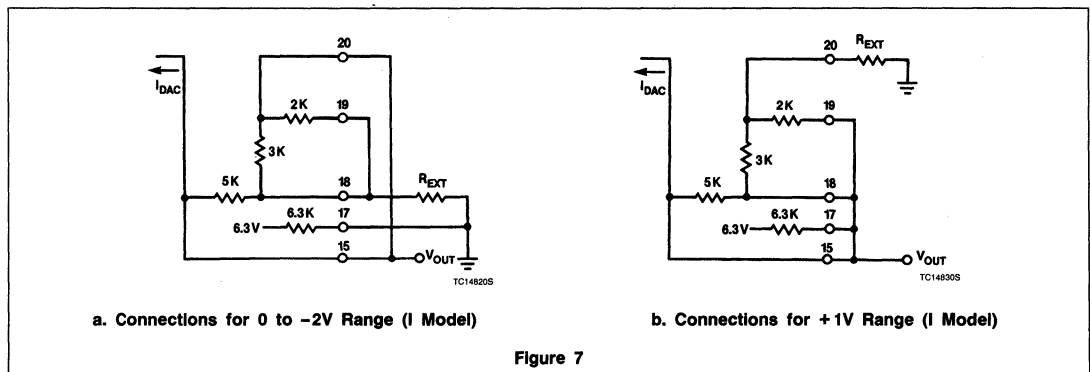 20
I_DAC
2K
19
3K
5K
18
R_EXT
6.3K
17
6.3V
15
V_OUT
TC14820S
a. Connections for 0 to −2V Range (I Model)
20
R_EXT
I_DAC
2K
19
3K
5K
18
6.3K
17
6.3V
15
V_OUT
TC14830S
b. Connections for +1V Range (I Model)
Figure 7